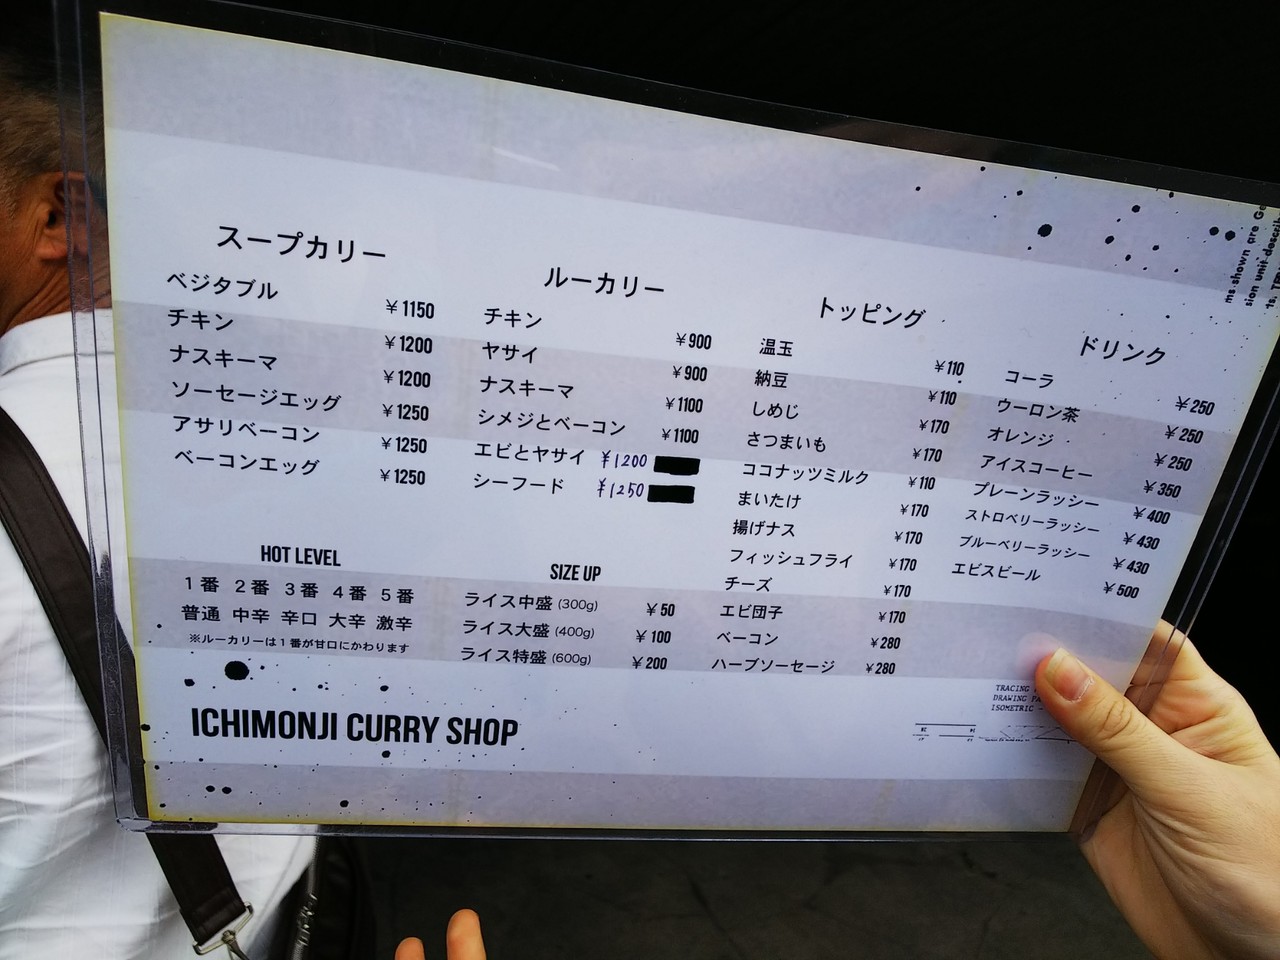 スープカリー
ベジタブル ￥1150
チキン ￥1200
ナスキーマ ￥1200
ソーセージエッグ ￥1250
アサリベーコン ￥1250
ベーコンエッグ ￥1250
HOT LEVEL
1番 2番 3番 4番 5番
普通 中辛 辛口 大辛 激辛
※ルーカリーは1番が甘口にかわります
ICHIMONJI CURRY SHOP
ルーカリー
チキン ￥900
ヤサイ ￥900
ナスキーマ ￥1100
シメジとベーコン ￥1100
エビとヤサイ ￥1200
シーフード ￥1250
SIZE UP
ライス中盛 (300g) ￥50
ライス大盛 (400g) ￥100
ライス特盛 (600g) ￥200
トッピング
温玉 ￥110
納豆 ￥110
しめじ ￥170
さつまいも ￥170
ココナッツミルク ￥110
まいたけ ￥170
揚げナス ￥170
フィッシュフライ ￥170
チーズ ￥170
エビ団子 ￥170
ベーコン ￥280
ハーブソーセージ ￥280
ドリンク
コーラ ￥250
ウーロン茶 ￥250
オレンジ ￥250
アイスコーヒー ￥350
プレーンラッシー ￥400
ストロベリーラッシー ￥430
ブルーベリーラッシー ￥430
エビスビール ￥500
ms shown are
sion unit
TRACING
DRAWING
ISOMETRIC